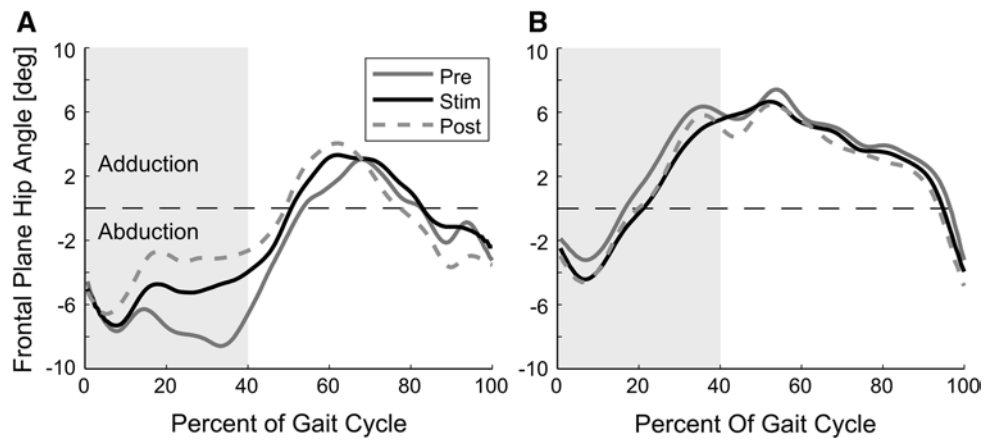 A
B
Frontal Plane Hip Angle [deg]
10
6
2
-2
-6
-10
Adduction
Abduction
Pre
Stim
Post
0
20
40
60
80
100
Percent of Gait Cycle
10
6
2
-2
-6
-10
0
20
40
60
80
100
Percent Of Gait Cycle